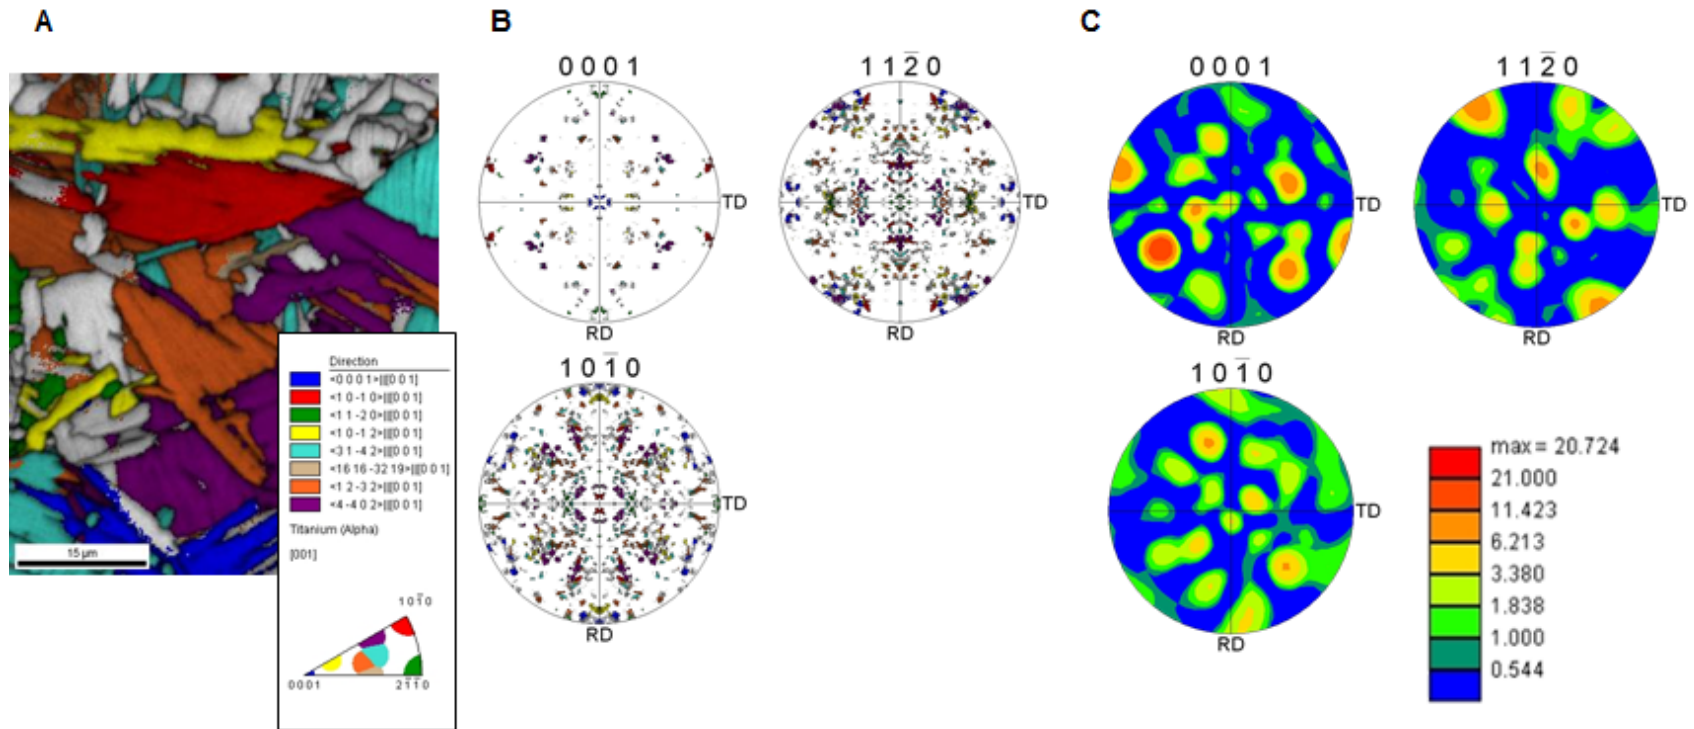 A
B
C
0 0 0 1
1 1 2̅ 0
TD
TD
RD
RD
1 0 1̅ 0
TD
RD
0 0 0 1
1 1 2̅ 0
TD
TD
RD
RD
1 0 1̅ 0
TD
RD
max = 20.724
21.000
11.423
6.213
3.380
1.838
1.000
0.544
15 µm
Direction
<0 0 0 1>||[0 0 1]
<1 0 -1 0>||[0 0 1]
<1 1 -2 0>||[0 0 1]
<1 0 -1 2>||[0 0 1]
<3 1 -4 2>||[0 0 1]
<16 16 -32 19>||[0 0 1]
<1 2 -3 2>||[0 0 1]
<4 -4 0 2>||[0 0 1]
Titanium (Alpha)
[001]
1 0 1̅ 0
0 0 0 1
2 1̅ 1̅ 0